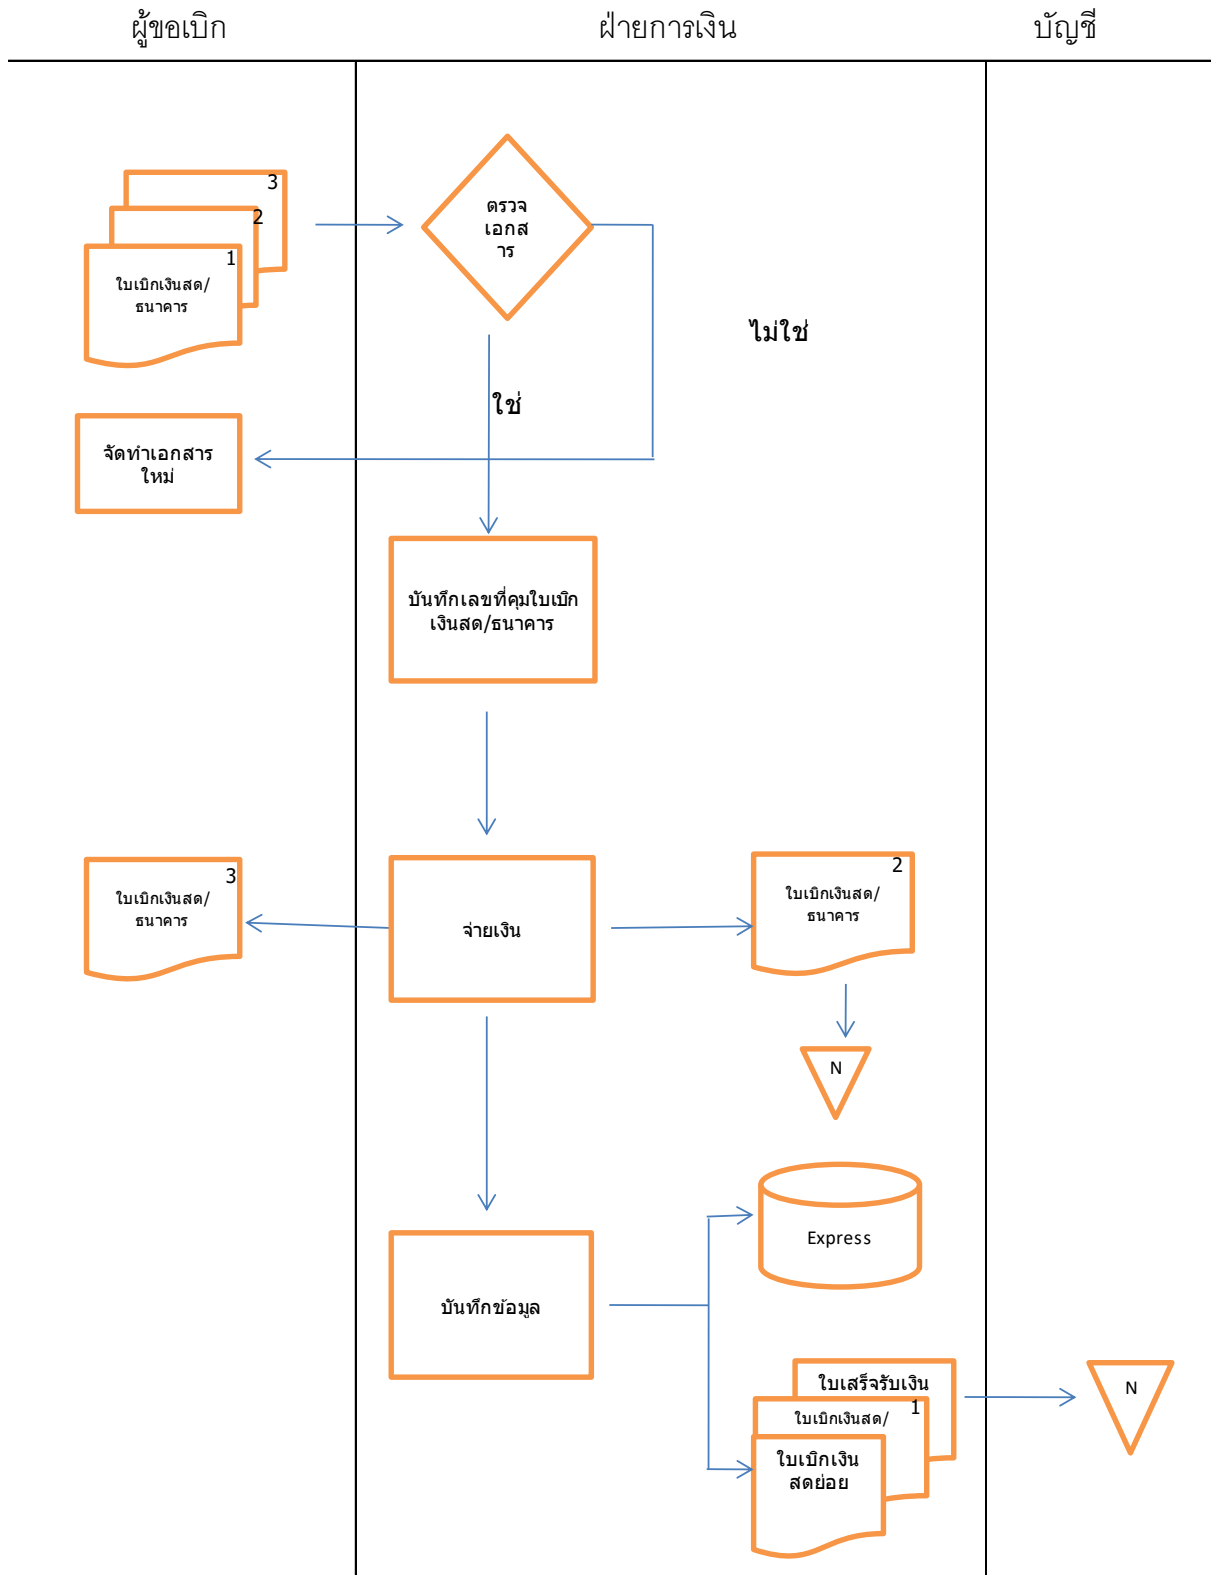 ผู้ขอเบิก
ฝ่ายการเงิน
บัญชี
3
2
1
ใบเบิกเงินสด/
ธนาคาร
ตรวจ
เอกส
าร
ไม่ใช่
ใช่
จัดทำเอกสาร
ใหม่
บันทึกเลขที่คุมใบเบิก
เงินสด/ธนาคาร
3
ใบเบิกเงินสด/
ธนาคาร
จ่ายเงิน
2
ใบเบิกเงินสด/
ธนาคาร
N
Express
บันทึกข้อมูล
ใบเสร็จรับเงิน
1
ใบเบิกเงินสด/
ใบเบิกเงิน
สดย่อย
N